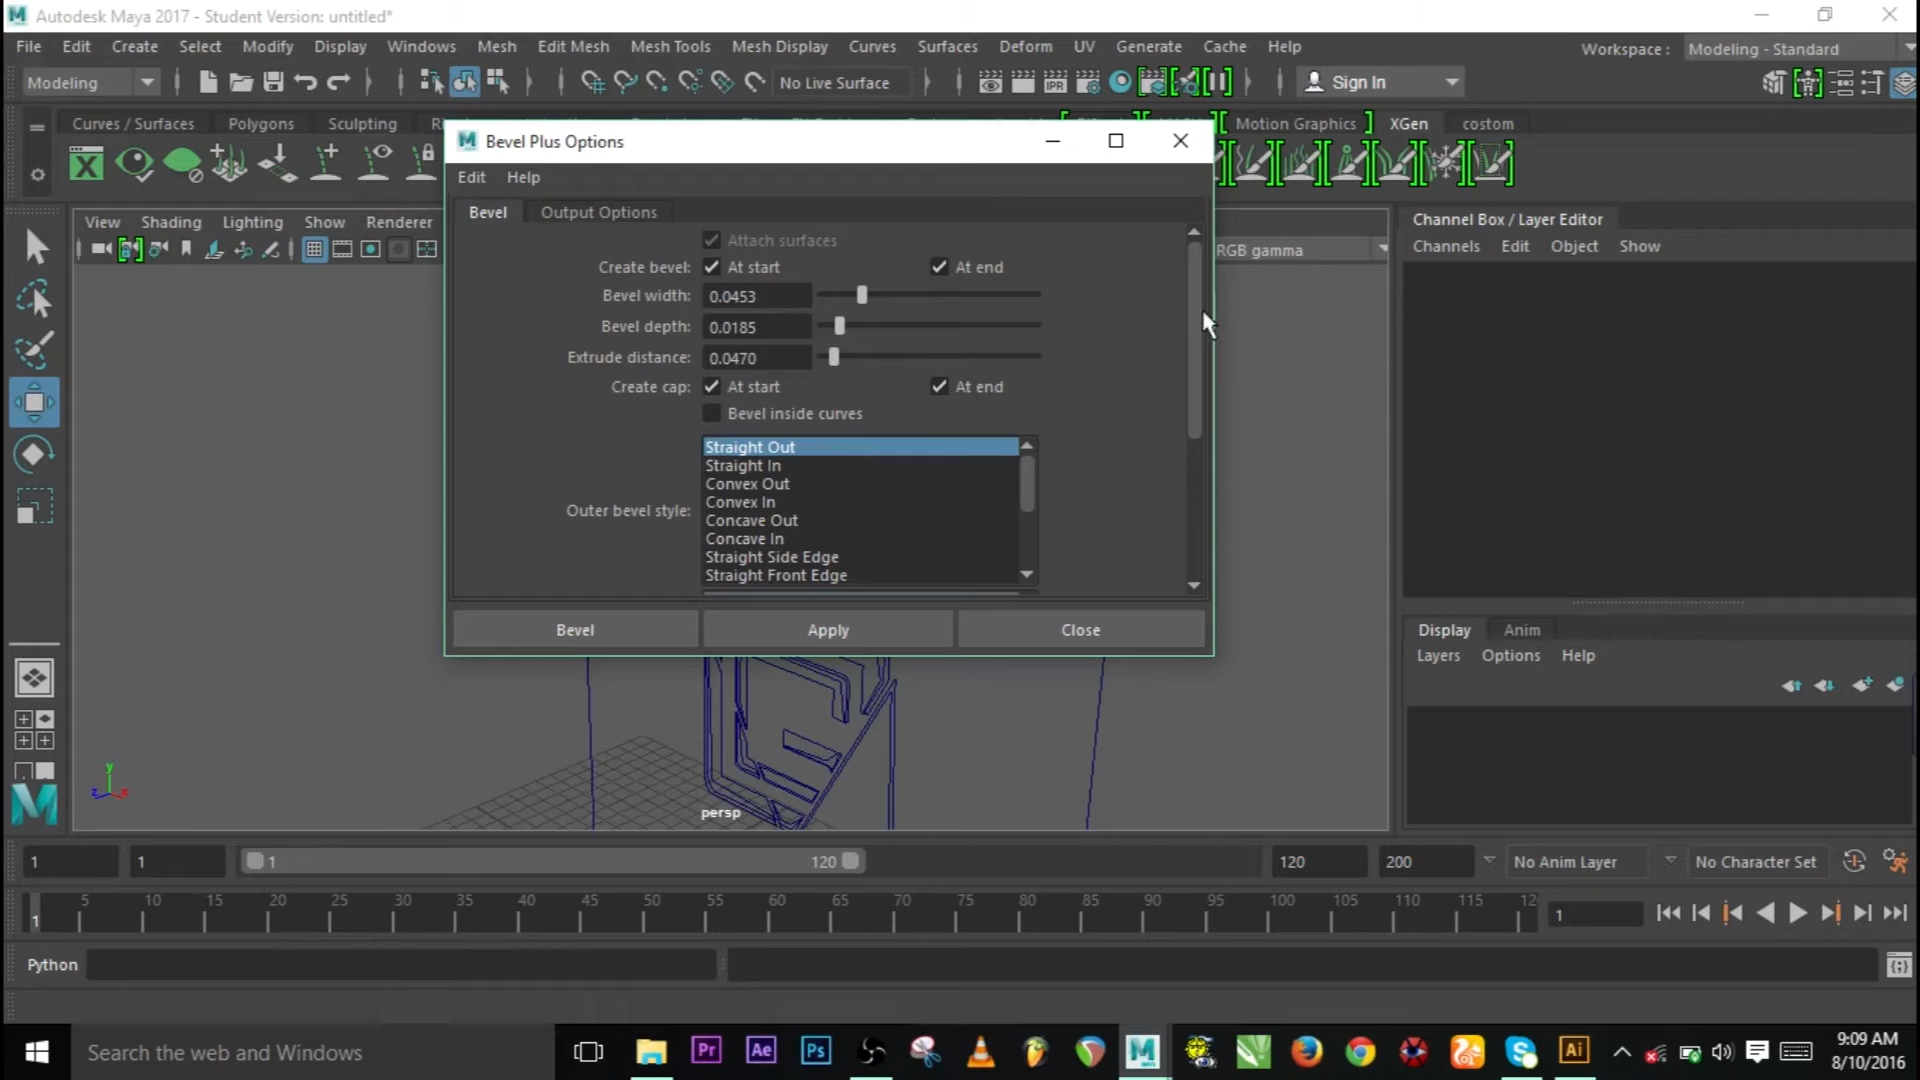 Autodesk Maya 2017 - Student Version: untitled*
File Edit Create Select Modify Display Windows Mesh Edit Mesh Mesh Tools Mesh Display Curves Surfaces Deform UV Generate Cache Help
Workspace : Modeling - Standard
Modeling
No Live Surface
Sign In
IPR
Curves / Surfaces Polygons Sculpting
Motion Graphics XGen costom
Bevel Plus Options
Edit Help
Bevel Output Options
Attach surfaces
Create bevel: At start At end
Bevel width: 0.0453
Bevel depth: 0.0185
Extrude distance: 0.0470
Create cap: At start At end
Bevel inside curves
Outer bevel style:
Straight Out
Straight In
Convex Out
Convex In
Concave Out
Concave In
Straight Side Edge
Straight Front Edge
Bevel Apply Close
View Shading Lighting Show Renderer
RGB gamma
Channel Box / Layer Editor
Channels Edit Object Show
Display Anim
Layers Options Help
y
z x
persp
1 1 1 120 120 200 No Anim Layer No Character Set
5 10 15 20 25 30 35 40 45 50 55 60 65 70 75 80 85 90 95 100 105 110 115 12
1 1
Python
Search the web and Windows
Pr Ae Ps M Ai
9:09 AM
8/10/2016